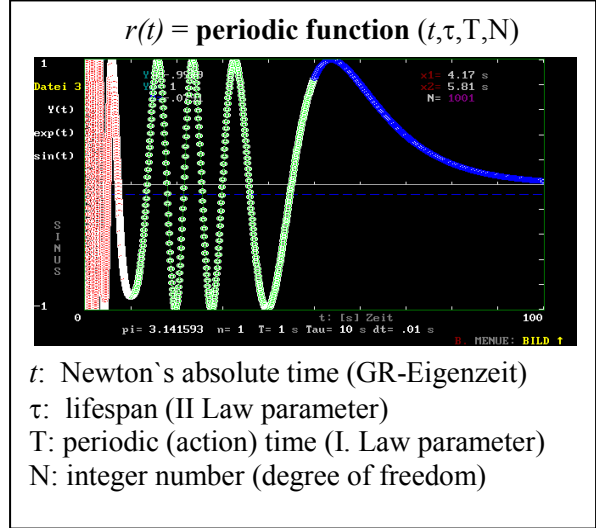 r(t) = periodic function (t,τ,T,N)
1
x1= 4.17 s
Datei 3
x2= 5.81 s
Y(t)
N= 1001
exp(t)
sin(t)
SINUS
-1
0
t: [s] Zeit
100
pi= 3.141593 n= 1 T= 1 s Tau= 10 s dt= .01 s
B. MENUE: BILD ↑
t: Newton`s absolute time (GR-Eigenzeit)
τ: lifespan (II Law parameter)
T: periodic (action) time (I. Law parameter)
N: integer number (degree of freedom)